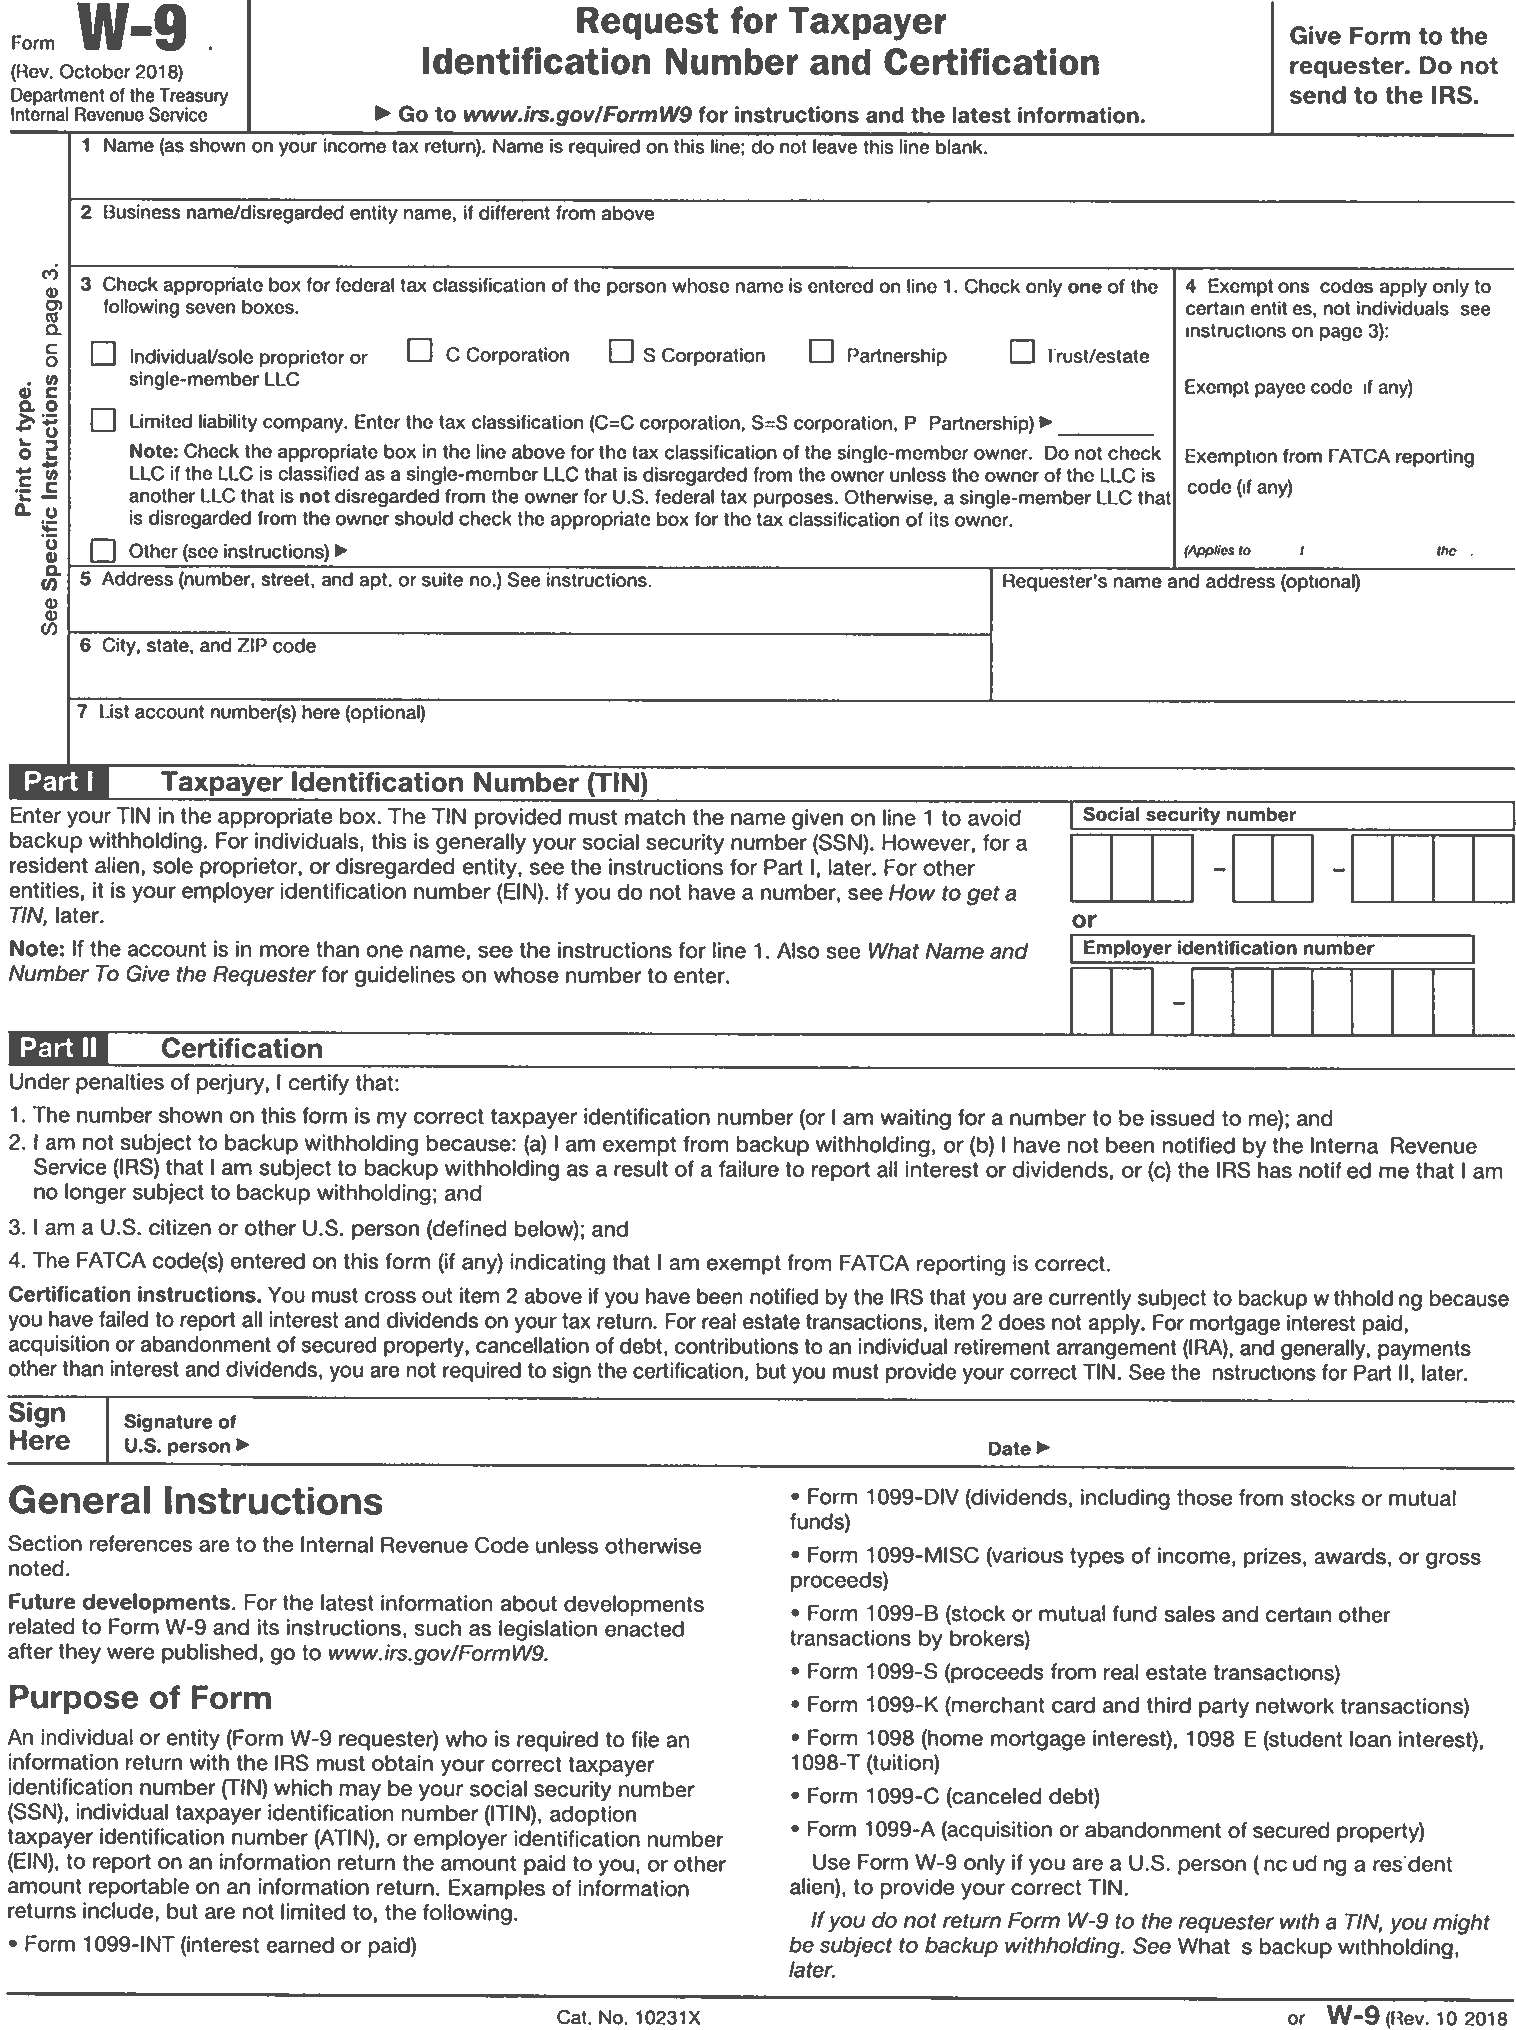 Form W-9
(Rev. October 2018)
Department of the Treasury
Internal Revenue Service
Request for Taxpayer
Identification Number and Certification
▶ Go to www.irs.gov/FormW9 for instructions and the latest information.
Give Form to the
requester. Do not
send to the IRS.
Print or type.
See Specific Instructions on page 3.
1 Name (as shown on your income tax return). Name is required on this line; do not leave this line blank.
2 Business name/disregarded entity name, if different from above
3 Check appropriate box for federal tax classification of the person whose name is entered on line 1. Check only one of the
following seven boxes.
Individual/sole proprietor or
single-member LLC
C Corporation
S Corporation
Partnership
Trust/estate
Limited liability company. Enter the tax classification (C=C corporation, S=S corporation, P Partnership) ▶
Note: Check the appropriate box in the line above for the tax classification of the single-member owner. Do not check
LLC if the LLC is classified as a single-member LLC that is disregarded from the owner unless the owner of the LLC is
another LLC that is not disregarded from the owner for U.S. federal tax purposes. Otherwise, a single-member LLC that
is disregarded from the owner should check the appropriate box for the tax classification of its owner.
Other (see instructions) ▶
4 Exempt ons codes apply only to
certain entit es, not individuals see
instructions on page 3):
Exempt payee code if any)
Exemption from FATCA reporting
code (if any)
(Applies to the
5 Address (number, street, and apt. or suite no.) See instructions.
Requester's name and address (optional)
6 City, state, and ZIP code
7 List account number(s) here (optional)
Part I Taxpayer Identification Number (TIN)
Enter your TIN in the appropriate box. The TIN provided must match the name given on line 1 to avoid
backup withholding. For individuals, this is generally your social security number (SSN). However, for a
resident alien, sole proprietor, or disregarded entity, see the instructions for Part I, later. For other
entities, it is your employer identification number (EIN). If you do not have a number, see How to get a
TIN, later.
Note: If the account is in more than one name, see the instructions for line 1. Also see What Name and
Number To Give the Requester for guidelines on whose number to enter.
Social security number
– –
or
Employer identification number
–
Part II Certification
Under penalties of perjury, I certify that:
1. The number shown on this form is my correct taxpayer identification number (or I am waiting for a number to be issued to me); and
2. I am not subject to backup withholding because: (a) I am exempt from backup withholding, or (b) I have not been notified by the Interna Revenue
Service (IRS) that I am subject to backup withholding as a result of a failure to report all interest or dividends, or (c) the IRS has notif ed me that I am
no longer subject to backup withholding; and
3. I am a U.S. citizen or other U.S. person (defined below); and
4. The FATCA code(s) entered on this form (if any) indicating that I am exempt from FATCA reporting is correct.
Certification instructions. You must cross out item 2 above if you have been notified by the IRS that you are currently subject to backup w thhold ng because
you have failed to report all interest and dividends on your tax return. For real estate transactions, item 2 does not apply. For mortgage interest paid,
acquisition or abandonment of secured property, cancellation of debt, contributions to an individual retirement arrangement (IRA), and generally, payments
other than interest and dividends, you are not required to sign the certification, but you must provide your correct TIN. See the nstructions for Part II, later.
Sign
Here
Signature of
U.S. person ▶
Date ▶
General Instructions
Section references are to the Internal Revenue Code unless otherwise
noted.
Future developments. For the latest information about developments
related to Form W-9 and its instructions, such as legislation enacted
after they were published, go to www.irs.gov/FormW9.
Purpose of Form
An individual or entity (Form W-9 requester) who is required to file an
information return with the IRS must obtain your correct taxpayer
identification number (TIN) which may be your social security number
(SSN), individual taxpayer identification number (ITIN), adoption
taxpayer identification number (ATIN), or employer identification number
(EIN), to report on an information return the amount paid to you, or other
amount reportable on an information return. Examples of information
returns include, but are not limited to, the following.
• Form 1099-INT (interest earned or paid)
• Form 1099-DIV (dividends, including those from stocks or mutual
funds)
• Form 1099-MISC (various types of income, prizes, awards, or gross
proceeds)
• Form 1099-B (stock or mutual fund sales and certain other
transactions by brokers)
• Form 1099-S (proceeds from real estate transactions)
• Form 1099-K (merchant card and third party network transactions)
• Form 1098 (home mortgage interest), 1098 E (student loan interest),
1098-T (tuition)
• Form 1099-C (canceled debt)
• Form 1099-A (acquisition or abandonment of secured property)
Use Form W-9 only if you are a U.S. person (nc ud ng a res dent
alien), to provide your correct TIN.
If you do not return Form W-9 to the requester with a TIN, you might
be subject to backup withholding. See What s backup withholding,
later.
Cat. No. 10231X
or W-9 (Rev. 10 2018